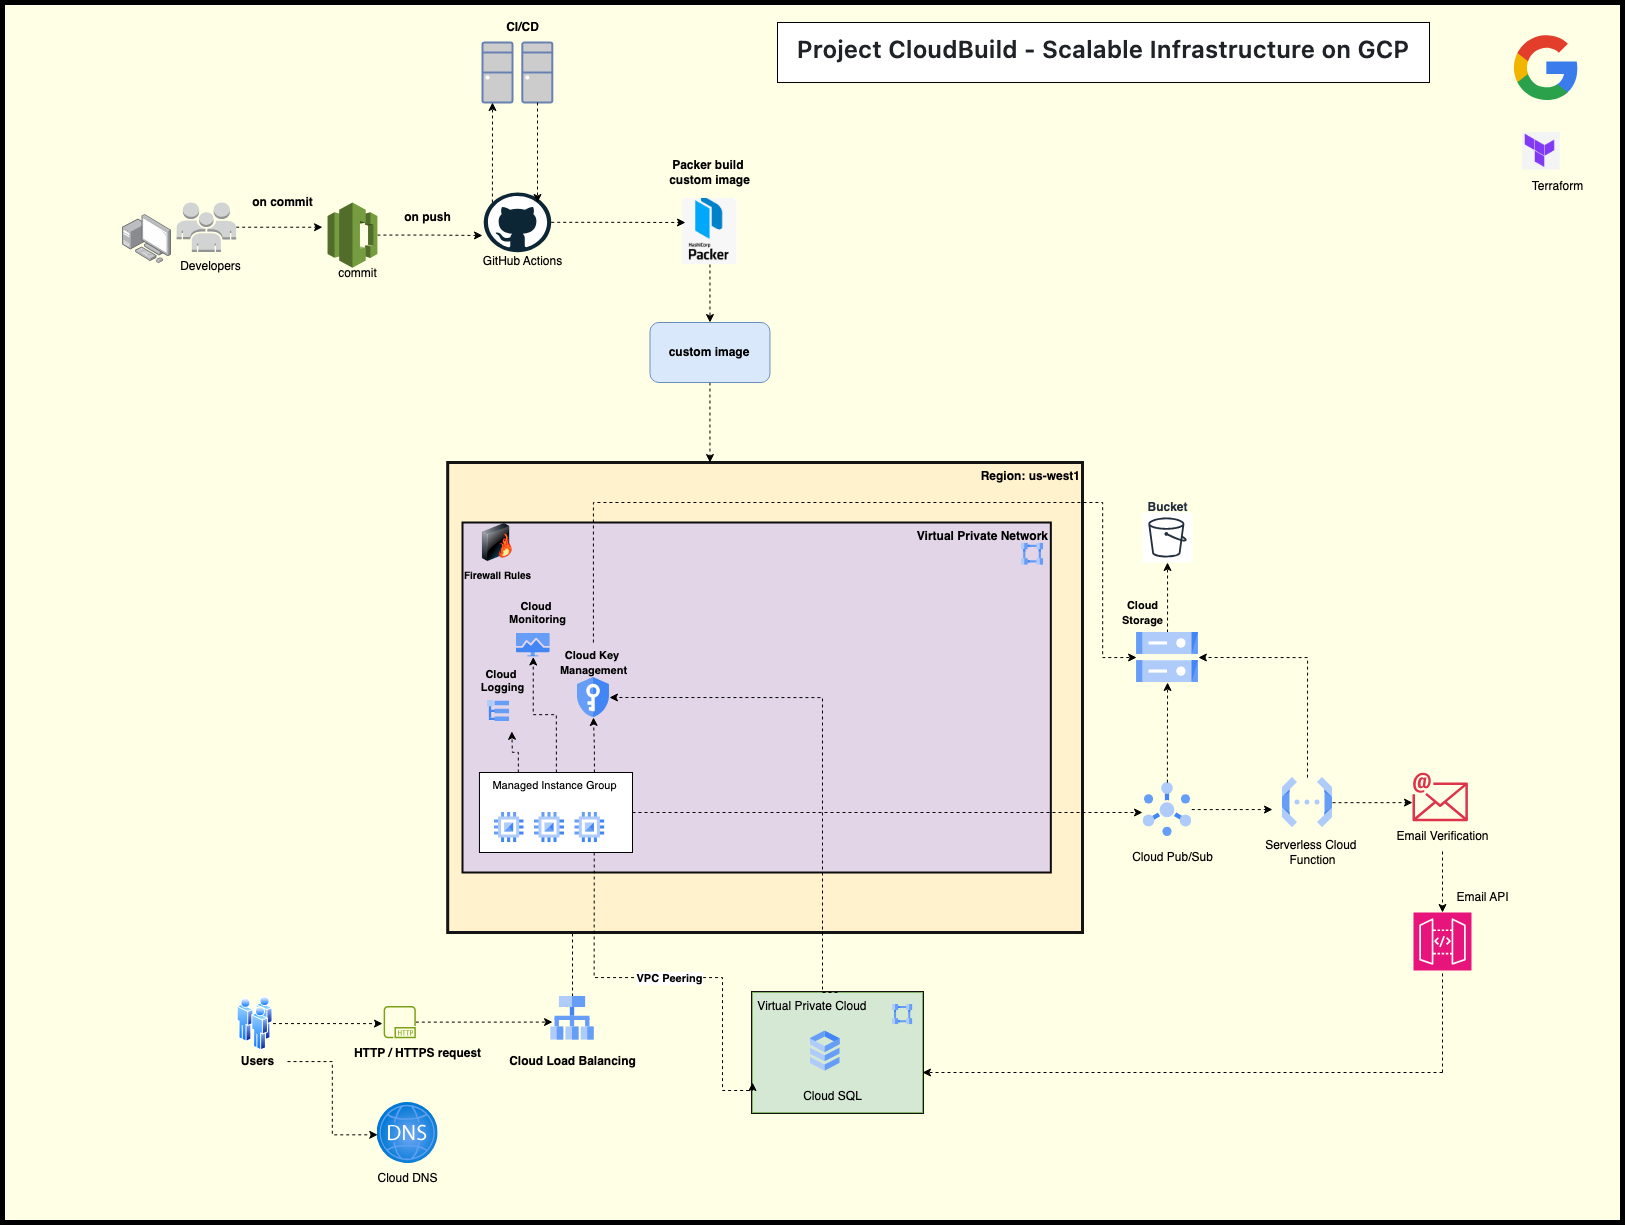 CI/CD
Project CloudBuild - Scalable Infrastructure on GCP
Terraform
Packer build
custom image
on commit
on push
HashiCorp
Packer
Developers
commit
GitHub Actions
custom image
Region: us-west1
Virtual Private Network
Firewall Rules
Bucket
Cloud
Monitoring
Cloud
Storage
Cloud Key
Management
Cloud
Logging
Managed Instance Group
Cloud Pub/Sub
Serverless Cloud
Function
@
Email Verification
Email API
</>
VPC Peering
Virtual Private Cloud
Cloud SQL
HTTP
Users
HTTP / HTTPS request
Cloud Load Balancing
DNS
Cloud DNS